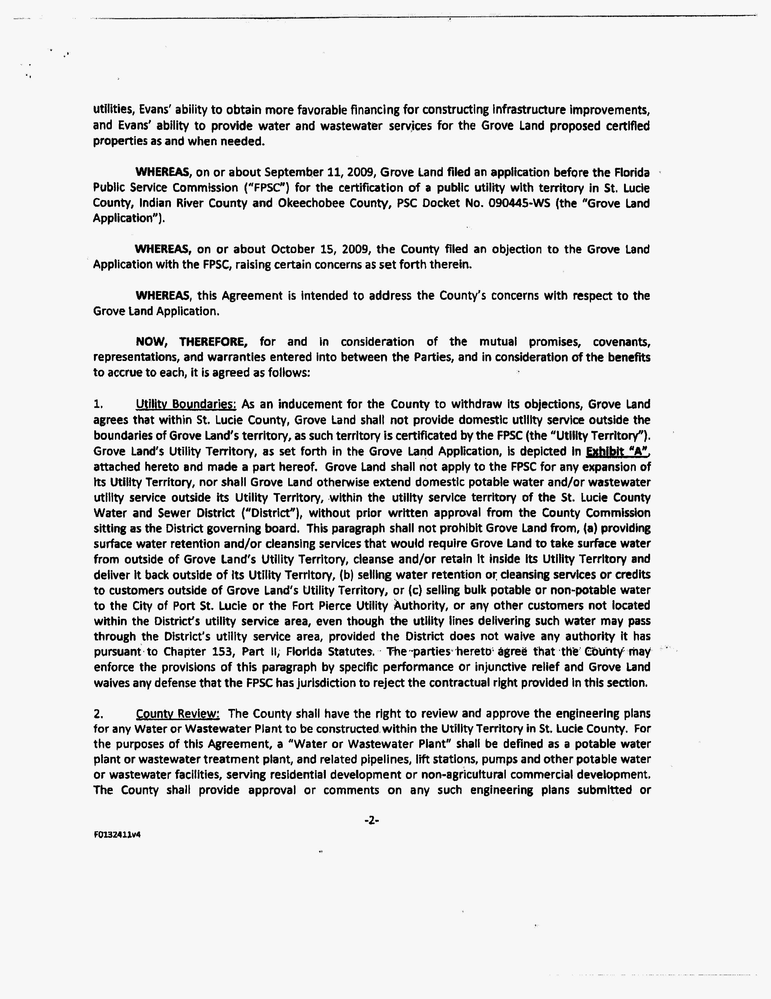 utilities, Evans' ability to obtain more favorable financing for constructing infrastructure improvements,
and Evans' ability to provide water and wastewater services for the Grove Land proposed certified
properties as and when needed.
WHEREAS, on or about September 11, 2009, Grove Land filed an application before the Florida
Public Service Commission ("FPSC") for the certification of a public utility with territory in St. Lucie
County, Indian River County and Okeechobee County, PSC Docket No. 090445-WS (the "Grove Land
Application").
WHEREAS, on or about October 15, 2009, the County filed an objection to the Grove Land
Application with the FPSC, raising certain concerns as set forth therein.
WHEREAS, this Agreement is intended to address the County's concerns with respect to the
Grove Land Application.
NOW, THEREFORE, for and in consideration of the mutual promises, covenants,
representations, and warranties entered into between the Parties, and in consideration of the benefits
to accrue to each, it is agreed as follows:
1. Utility Boundaries: As an inducement for the County to withdraw its objections, Grove Land
agrees that within St. Lucie County, Grove Land shall not provide domestic utility service outside the
boundaries of Grove Land's territory, as such territory is certificated by the FPSC (the "Utility Territory").
Grove Land's Utility Territory, as set forth in the Grove Land Application, is depicted in Exhibit "A",
attached hereto and made a part hereof. Grove Land shall not apply to the FPSC for any expansion of
its Utility Territory, nor shall Grove Land otherwise extend domestic potable water and/or wastewater
utility service outside its Utility Territory, within the utility service territory of the St. Lucie County
Water and Sewer District ("District"), without prior written approval from the County Commission
sitting as the District governing board. This paragraph shall not prohibit Grove Land from, (a) providing
surface water retention and/or cleansing services that would require Grove Land to take surface water
from outside of Grove Land's Utility Territory, cleanse and/or retain it inside its Utility Territory and
deliver it back outside of its Utility Territory, (b) selling water retention or cleansing services or credits
to customers outside of Grove Land's Utility Territory, or (c) selling bulk potable or non-potable water
to the City of Port St. Lucie or the Fort Pierce Utility Authority, or any other customers not located
within the District's utility service area, even though the utility lines delivering such water may pass
through the District's utility service area, provided the District does not waive any authority it has
pursuant to Chapter 153, Part II, Florida Statutes. The parties hereto agree that the County may
enforce the provisions of this paragraph by specific performance or injunctive relief and Grove Land
waives any defense that the FPSC has jurisdiction to reject the contractual right provided in this section.
2. County Review: The County shall have the right to review and approve the engineering plans
for any Water or Wastewater Plant to be constructed within the Utility Territory in St. Lucie County. For
the purposes of this Agreement, a "Water or Wastewater Plant" shall be defined as a potable water
plant or wastewater treatment plant, and related pipelines, lift stations, pumps and other potable water
or wastewater facilities, serving residential development or non-agricultural commercial development.
The County shall provide approval or comments on any such engineering plans submitted or
-2-
F0132411v4